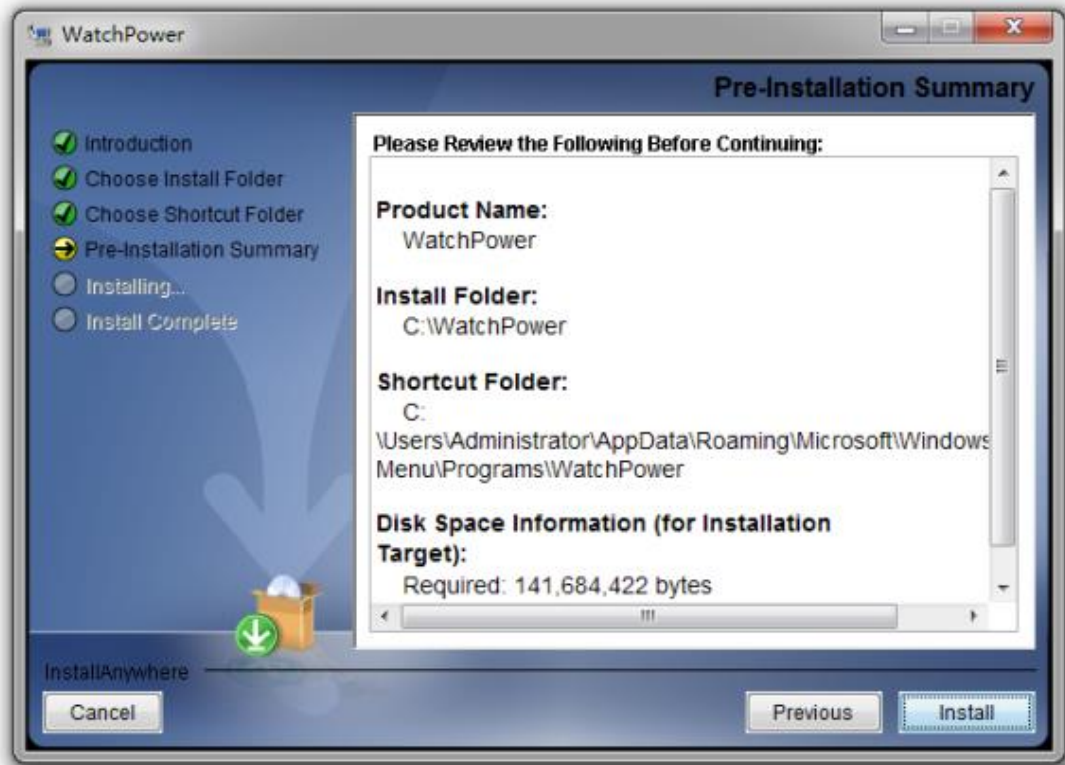 WatchPower
Pre-Installation Summary
Introduction
Choose Install Folder
Choose Shortcut Folder
Pre-Installation Summary
Installing...
Install Complete
Please Review the Following Before Continuing:
Product Name:
WatchPower
Install Folder:
C:\WatchPower
Shortcut Folder:
C:
\Users\Administrator\AppData\Roaming\Microsoft\Windows
Menu\Programs\WatchPower
Disk Space Information (for Installation
Target):
Required: 141,684,422 bytes
InstallAnywhere
Cancel
Previous
Install